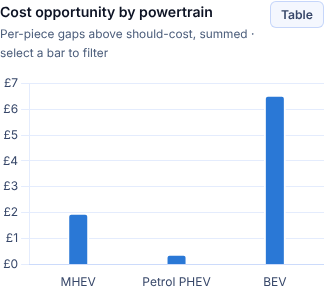 Cost opportunity by powertrain
Table
Per-piece gaps above should-cost, summed ·
select a bar to filter
£7
£6
£5
£4
£3
£2
£1
£0
MHEV
Petrol PHEV
BEV